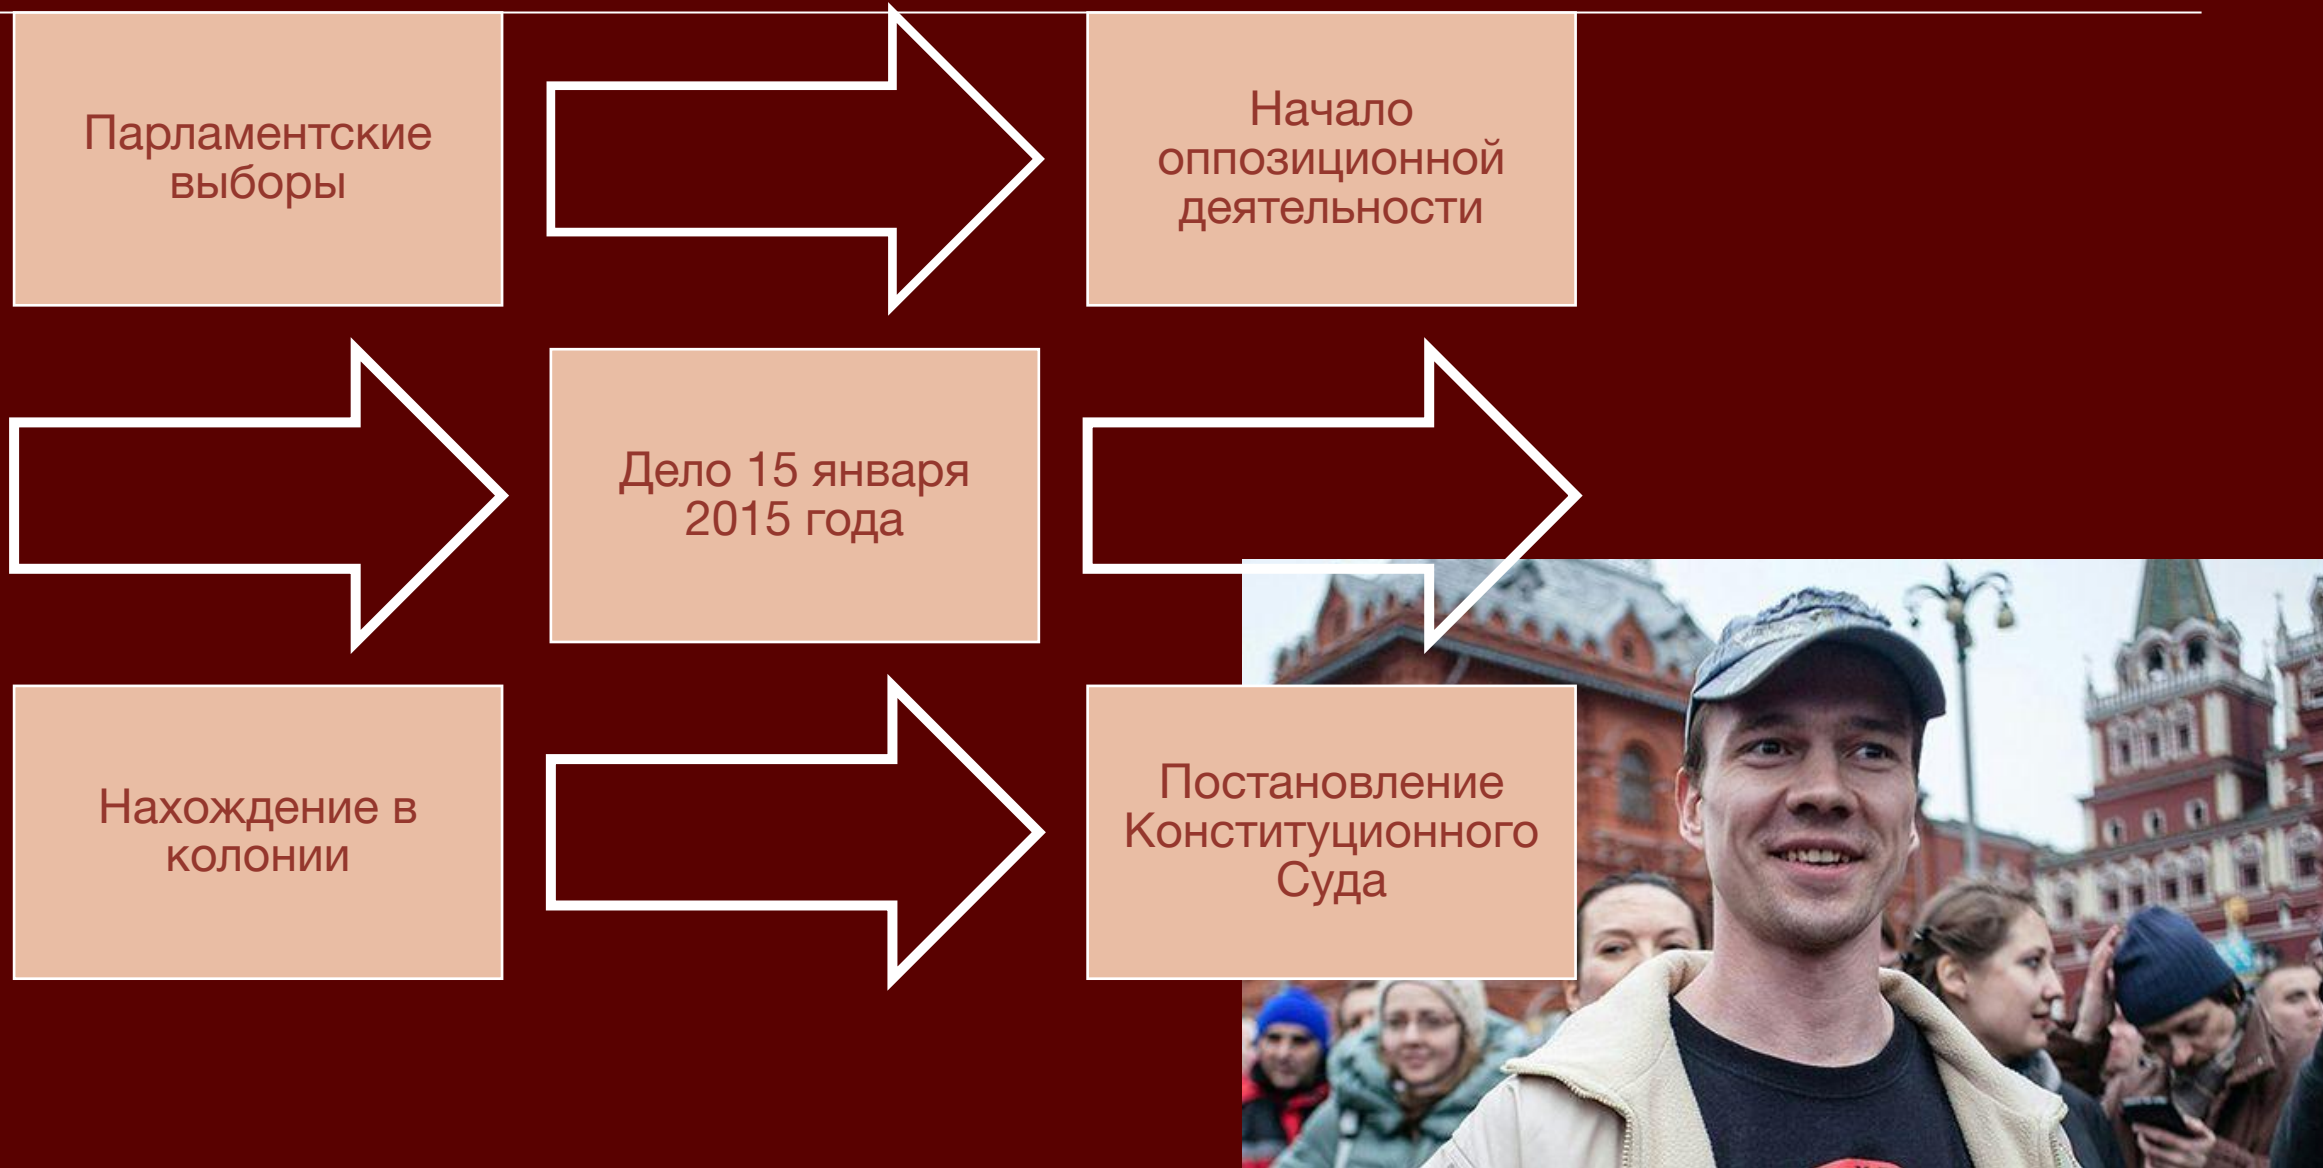 Парламентские
выборы
Начало
оппозиционной
деятельности
Дело 15 января
2015 года
Нахождение в
колонии
Постановление
Конституционного
Суда